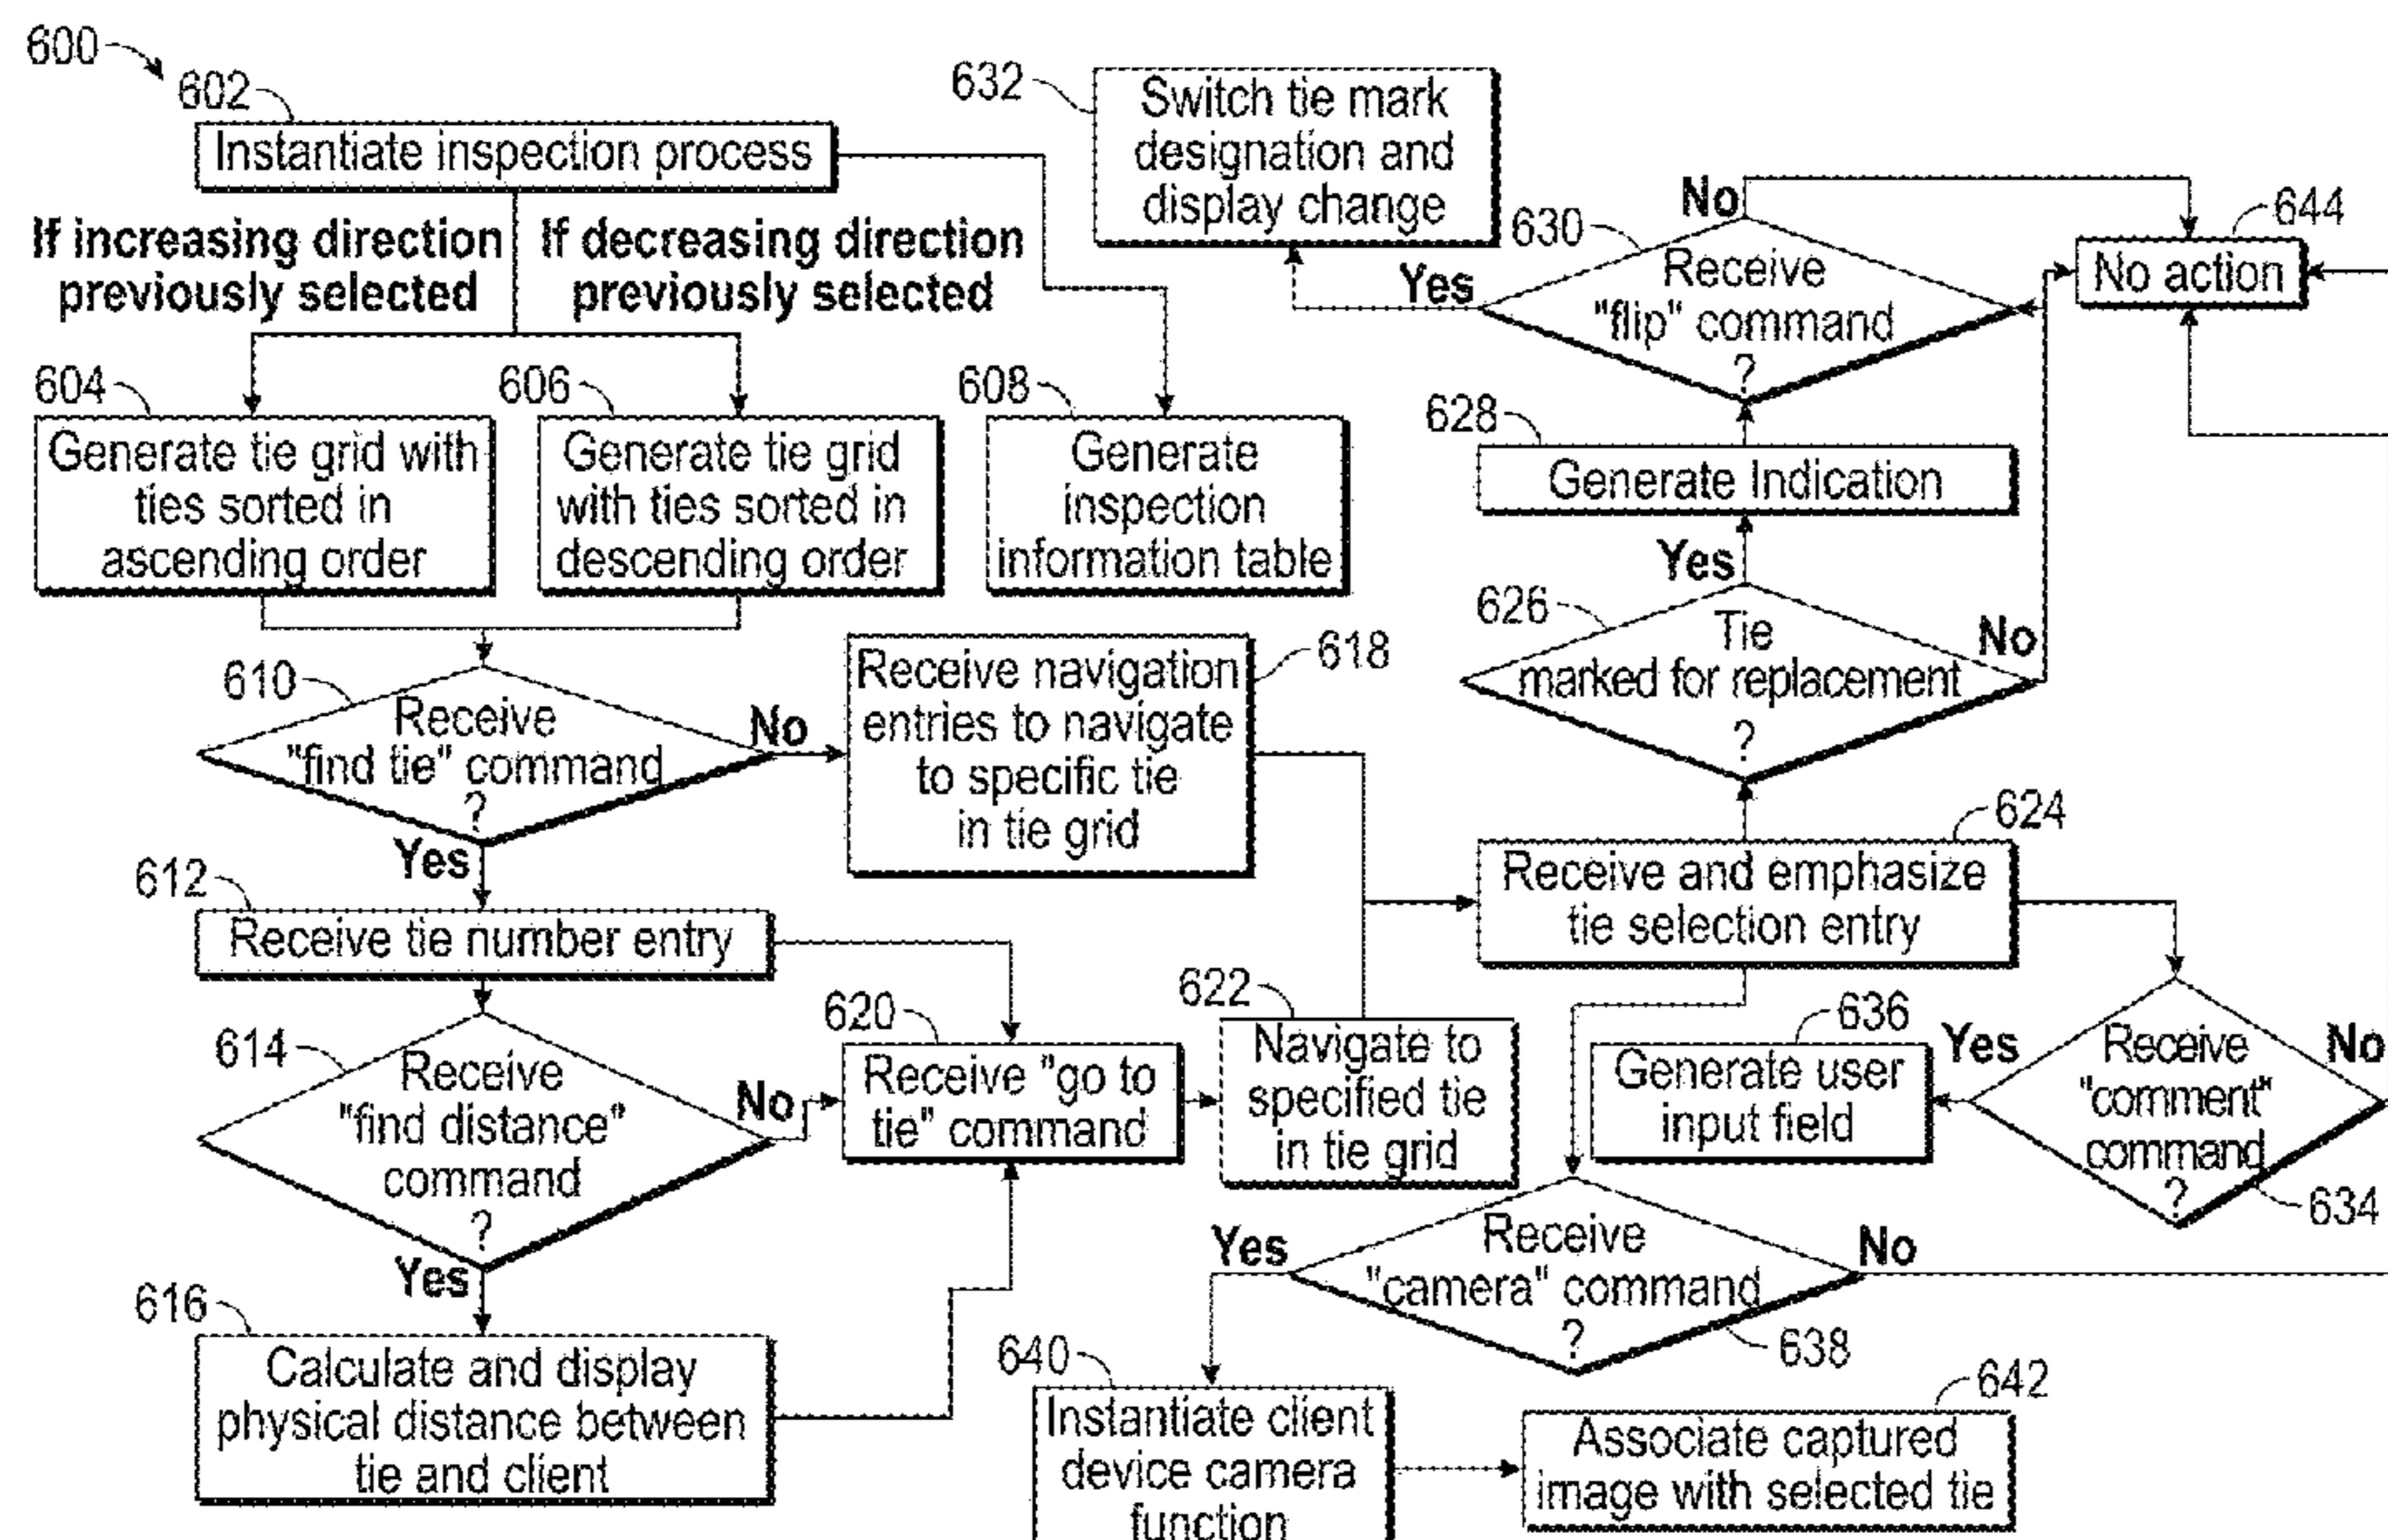 600
602
Instantiate inspection process
If increasing direction
previously selected
If decreasing direction
previously selected
604
Generate tie grid with
ties sorted in
ascending order
606
Generate tie grid
with ties sorted in
descending order
608
Generate
inspection
information table
610
Receive
"find tie" command
?
No
Yes
612
Receive tie number entry
614
Receive
"find distance"
command
?
No
Yes
616
Calculate and display
physical distance between
tie and client
618
Receive navigation
entries to navigate
to specific tie
in tie grid
620
Receive "go to
tie" command
622
Navigate to
specified tie
in tie grid
624
Receive and emphasize
tie selection entry
626
Tie
marked for replacement
?
Yes
No
628
Generate Indication
630
Receive
"flip" command
?
Yes
No
632
Switch tie mark
designation and
display change
644
No action
634
Receive
"comment"
command
?
Yes
No
636
Generate user
input field
638
Receive
"camera" command
?
Yes
No
640
Instantiate client
device camera
function
642
Associate captured
image with selected tie